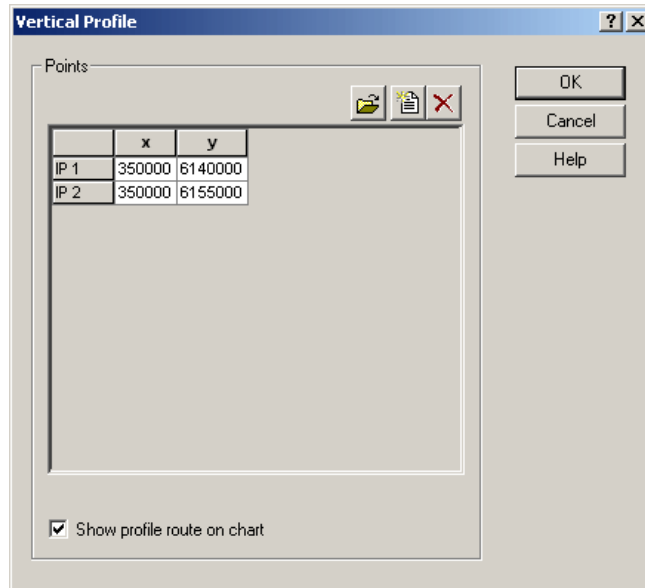 Vertical Profile
Points
OK
Cancel
Help
x y
IP 1 350000 6140000
IP 2 350000 6155000
Show profile route on chart